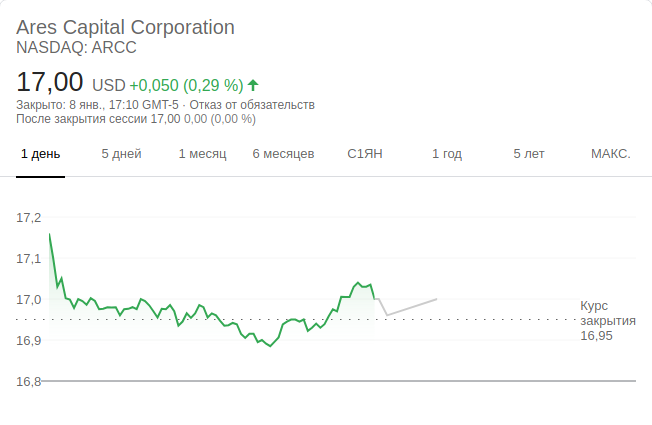 Ares Capital Corporation
NASDAQ: ARCC
17,00 USD +0,050 (0,29 %)
Закрыто: 8 янв., 17:10 GMT-5 · Отказ от обязательств
После закрытия сессии 17,00 0,00 (0,00 %)
1 день 5 дней 1 месяц 6 месяцев С1ЯН 1 год 5 лет МАКС.
17,2
17,1
17,0
16,9
16,8
Курс
закрытия
16,95